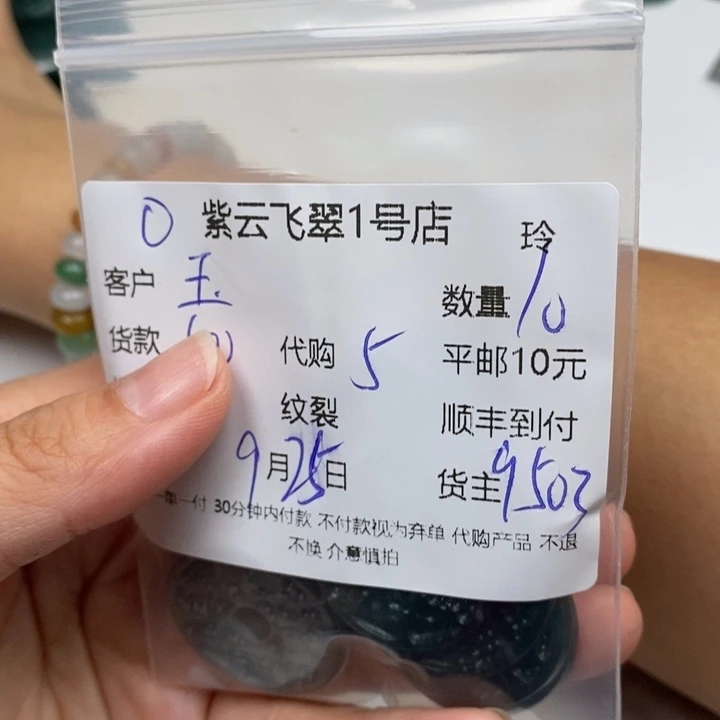 0 紫云飞翠1号店 玲
客户 玉 数量 10
货款 代购 5 平邮10元
纹裂 顺丰到付
9月25日 货主 9503
一单一付 30分钟内付款 不付款视为弃单 代购产品 不退
不换 介意慎拍